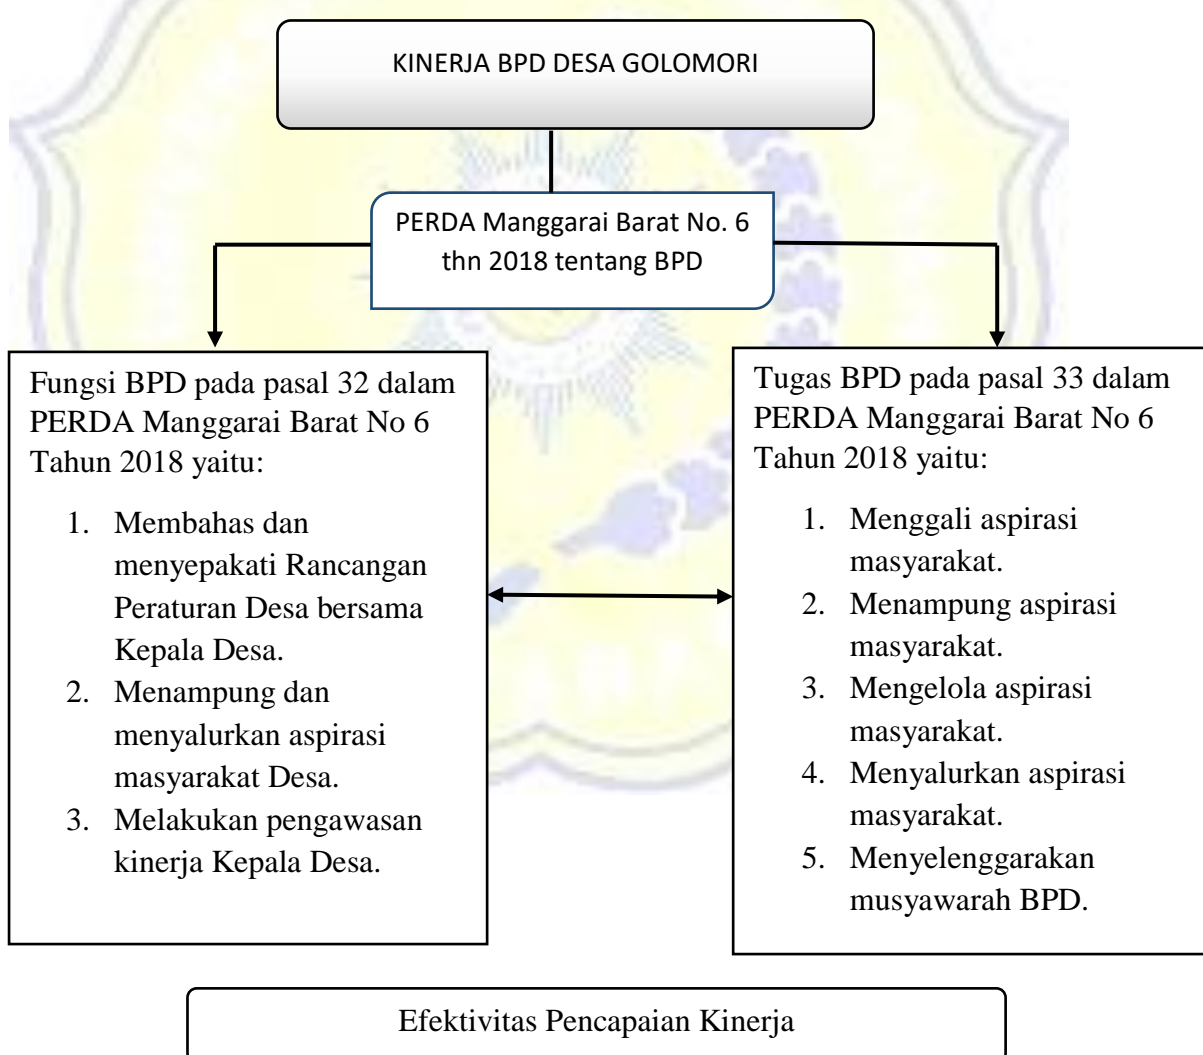 KINERJA BPD DESA GOLOMORI
PERDA Manggarai Barat No. 6
thn 2018 tentang BPD
Fungsi BPD pada pasal 32 dalam
PERDA Manggarai Barat No 6
Tahun 2018 yaitu:
1. Membahas dan
menyepakati Rancangan
Peraturan Desa bersama
Kepala Desa.
2. Menampung dan
menyalurkan aspirasi
masyarakat Desa.
3. Melakukan pengawasan
kinerja Kepala Desa.
Tugas BPD pada pasal 33 dalam
PERDA Manggarai Barat No 6
Tahun 2018 yaitu:
1. Menggali aspirasi
masyarakat.
2. Menampung aspirasi
masyarakat.
3. Mengelola aspirasi
masyarakat.
4. Menyalurkan aspirasi
masyarakat.
5. Menyelenggarakan
musyawarah BPD.
Efektivitas Pencapaian Kinerja